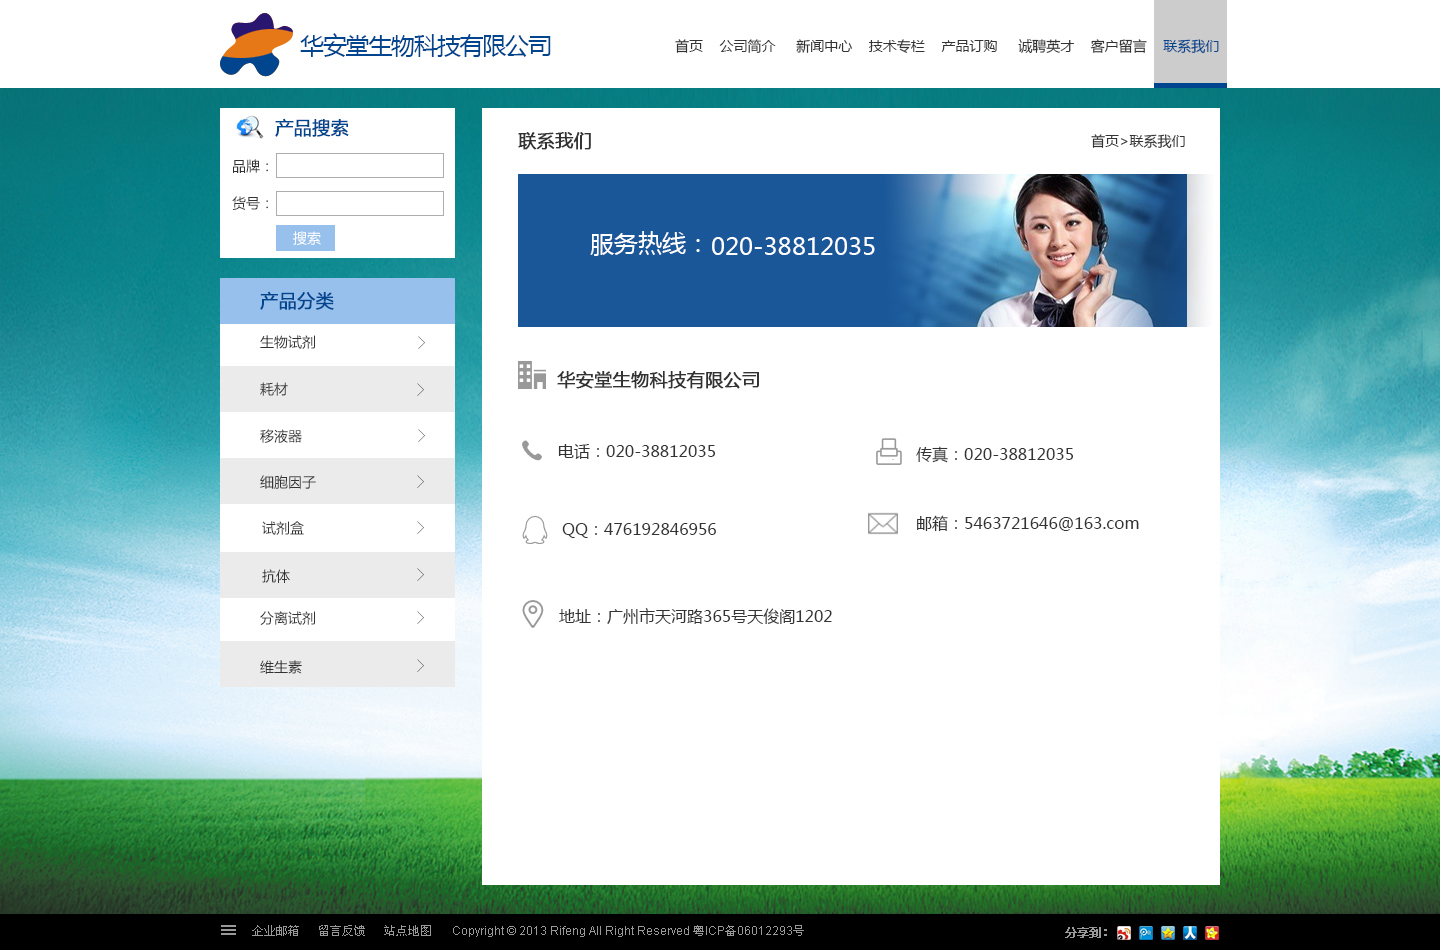 华安堂生物科技有限公司
首页 公司简介 新闻中心 技术专栏 产品订购 诚聘英才 客户留言 联系我们
产品搜索
品牌：
货号：
搜索
产品分类
生物试剂
耗材
移液器
细胞因子
试剂盒
抗体
分离试剂
维生素
联系我们
首页>联系我们
服务热线：020-38812035
华安堂生物科技有限公司
电话：020-38812035
传真：020-38812035
QQ：476192846956
邮箱：5463721646@163.com
地址：广州市天河路365号天俊阁1202
企业邮箱 留言反馈 站点地图 Copyright © 2013 Rifeng All Right Reserved 粤ICP备06012293号
分享到：